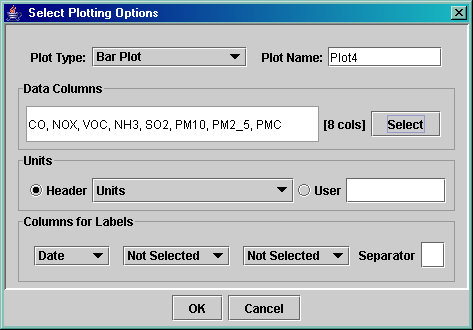 Select Plotting Options
Plot Type: Bar Plot Plot Name: Plot4
Data Columns
CO, NOX, VOC, NH3, SO2, PM10, PM2_5, PMC [8 cols] Select
Units
Header Units User
Columns for Labels
Date Not Selected Not Selected Separator
OK Cancel